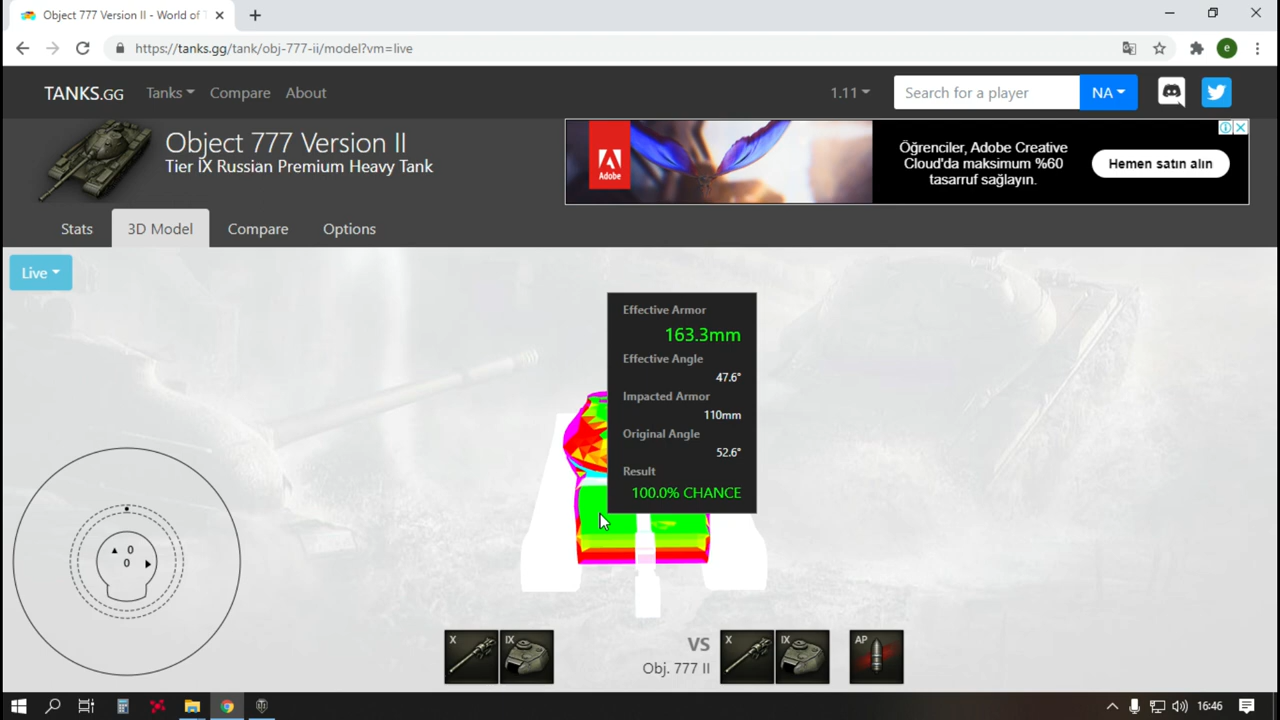 Object 777 Version II - World of T
https://tanks.gg/tank/obj-777-ii/model?vm=live
e
TANKS.GG
Tanks
Compare
About
1.11
Search for a player
NA
Object 777 Version II
Tier IX Russian Premium Heavy Tank
Adobe
Öğrenciler, Adobe Creative
Cloud'da maksimum %60
tasarruf sağlayın.
Hemen satın alın
Stats
3D Model
Compare
Options
Live
Effective Armor
163.3mm
Effective Angle
47.6°
Impacted Armor
110mm
Original Angle
52.6°
Result
100.0% CHANCE
0
0
X
IX
VS
Obj. 777 II
X
IX
AP
16:46